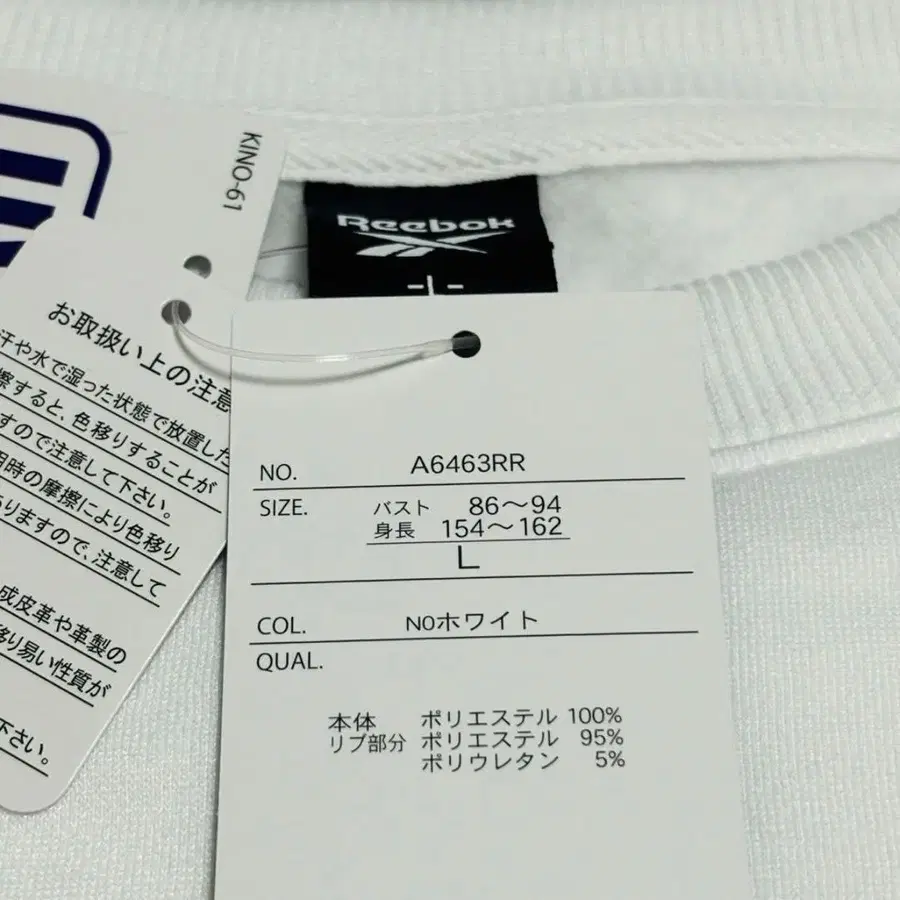 KINO-61
Reebok
L
お取扱い上の注意
汗や水で湿った状態で放置した
擦すると、色移りすることが
すので注意して下さい。
用時の摩擦により色移り
ありますので、注意して
成皮革や革製の
移り易い性質が
下さい。
NO. A6463RR
SIZE. バスト 86～94
身長 154～162
L
COL. N0ホワイト
QUAL.
本体 ポリエステル 100%
リブ部分 ポリエステル 95%
ポリウレタン 5%